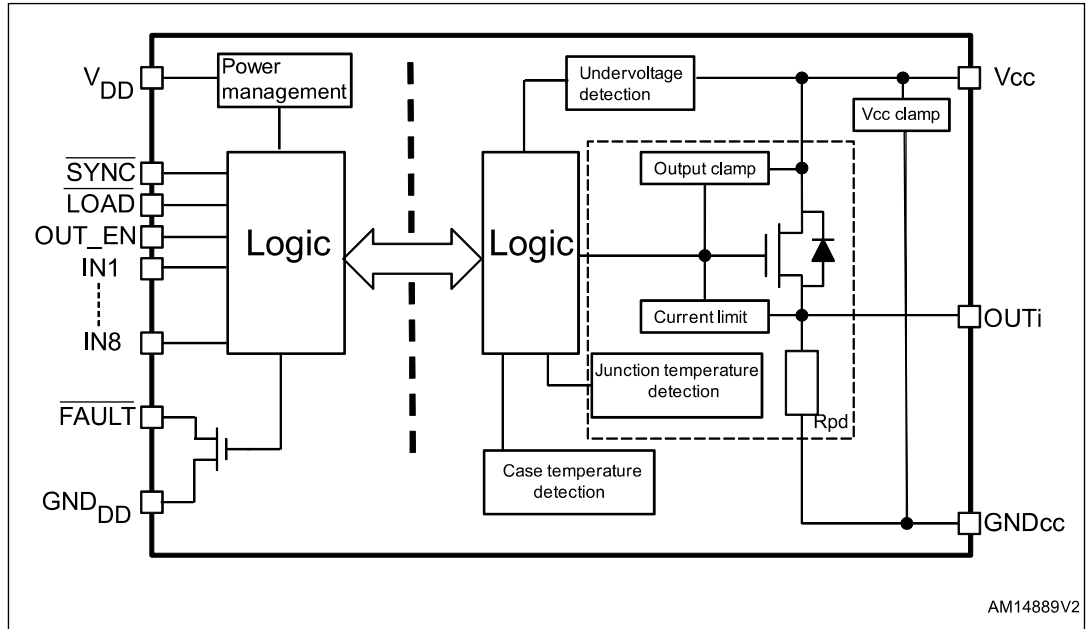 VDD
Power
management
SYNC
LOAD
OUT_EN
IN1
IN8
FAULT
GNDDD
Logic
Logic
Undervoltage
detection
Output clamp
Current limit
Junction temperature
detection
Case temperature
detection
Rpd
Vcc clamp
Vcc
OUTi
GNDcc
AM14889V2